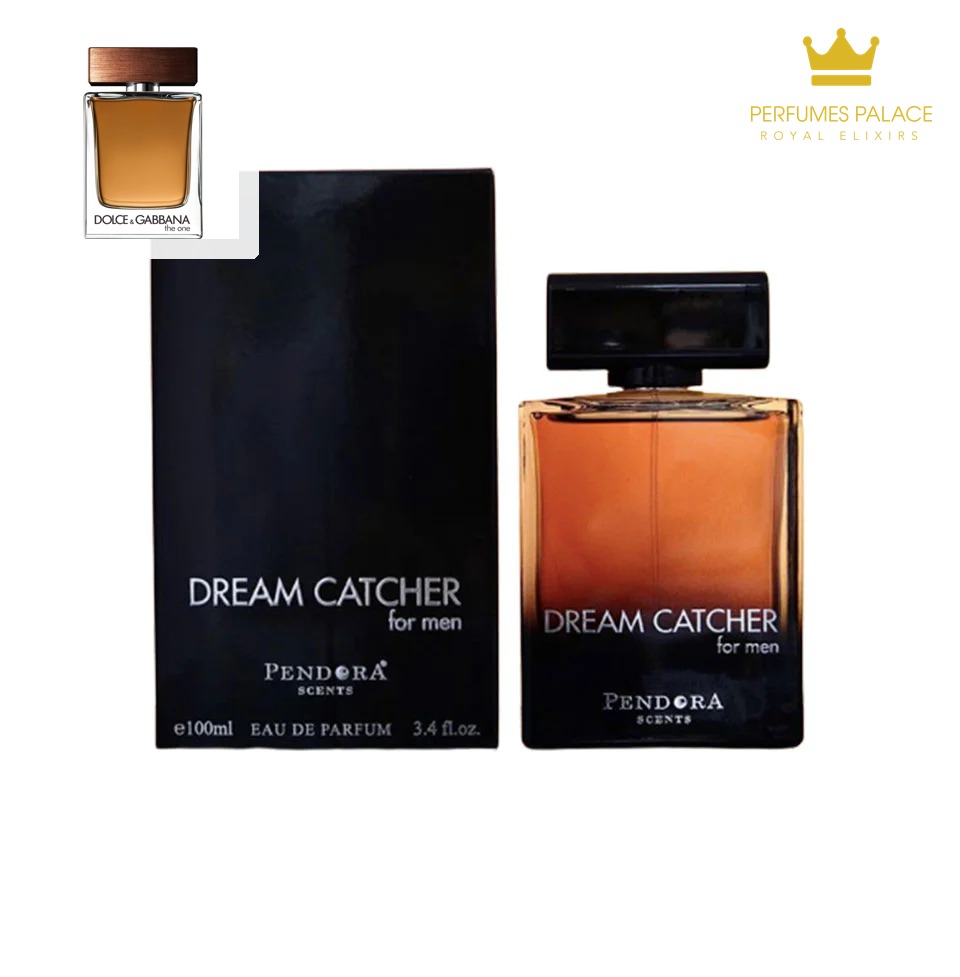 DOLCE & GABBANA
the one
PERFUMES PALACE
ROYAL ELIXIRS
DREAM CATCHER
for men
PENDORA
SCENTS
e100ml EAU DE PARFUM 3.4 fl.oz.
DREAM CATCHER
for men
PENDORA
SCENTS